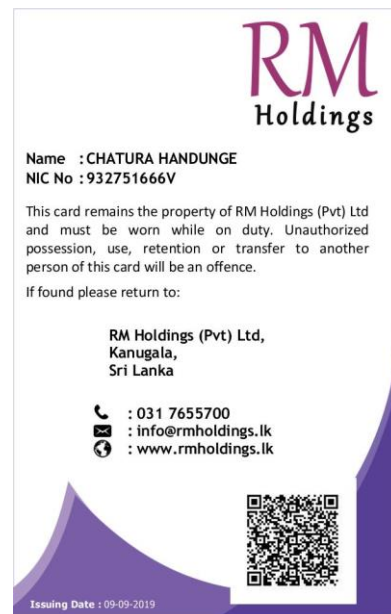 RM
Holdings
Name : CHATURA HANDUNGE
NIC No : 932751666V
This card remains the property of RM Holdings (Pvt) Ltd
and must be worn while on duty. Unauthorized
possession, use, retention or transfer to another
person of this card will be an offence.
If found please return to:
RM Holdings (Pvt) Ltd,
Kanugala,
Sri Lanka
: 031 7655700
: info@rmholdings.lk
: www.rmholdings.lk
Issuing Date : 09-09-2019